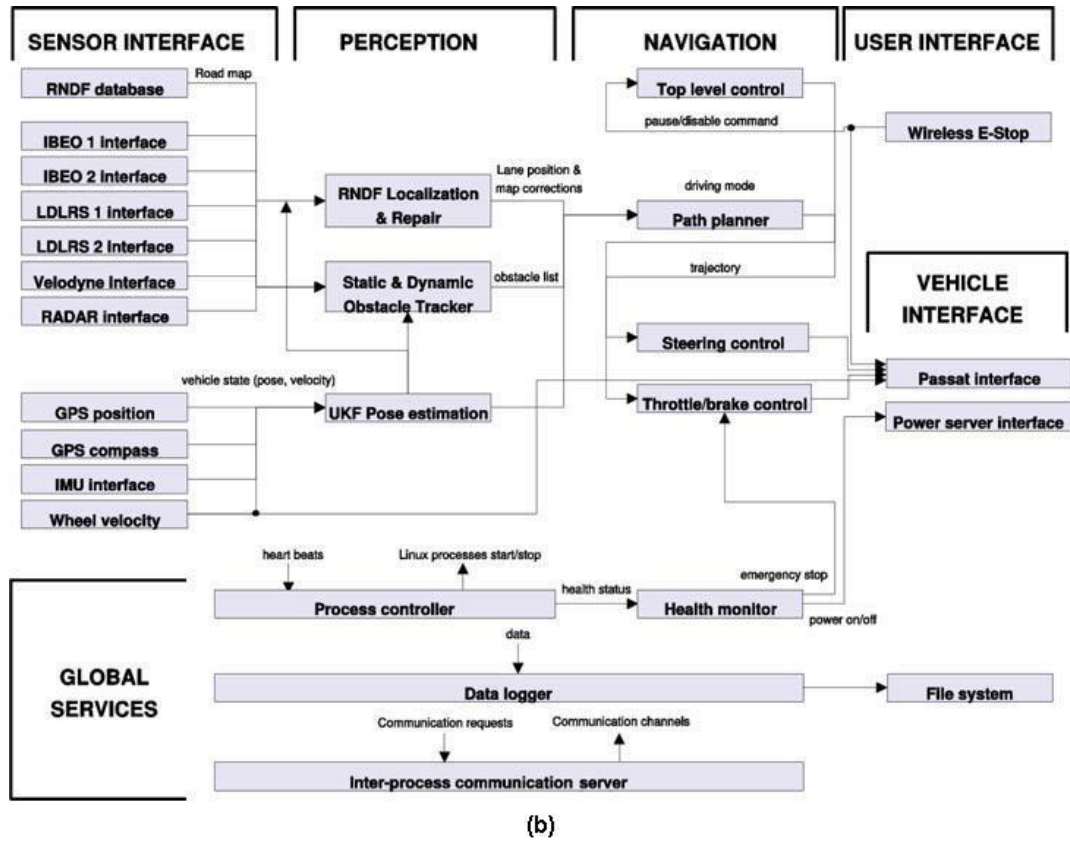 SENSOR INTERFACE
PERCEPTION
NAVIGATION
USER INTERFACE
RNDF database
Road map
IBEO 1 interface
IBEO 2 interface
LDLRS 1 interface
LDLRS 2 interface
Velodyne interface
RADAR interface
GPS position
GPS compass
IMU interface
Wheel velocity
vehicle state (pose, velocity)
RNDF Localization
& Repair
Static & Dynamic
Obstacle Tracker
UKF Pose estimation
Lane position &
map corrections
obstacle list
Top level control
pause/disable command
driving mode
Path planner
trajectory
Steering control
Throttle/brake control
Wireless E-Stop
VEHICLE
INTERFACE
Passat interface
Power server interface
GLOBAL
SERVICES
heart beats
Linux processes start/stop
Process controller
health status
Health monitor
emergency stop
power on/off
data
Data logger
File system
Communication requests
Communication channels
Inter-process communication server
(b)